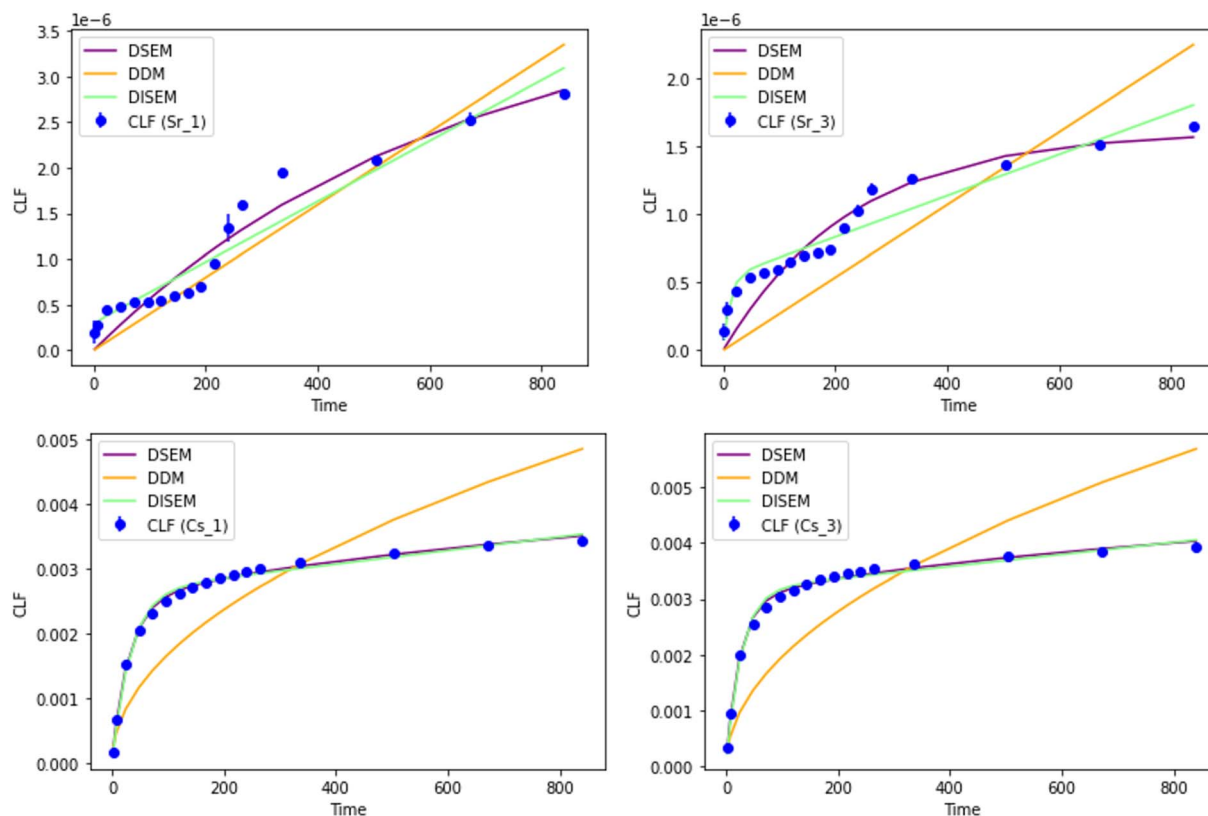 1e−6
3.5
3.0
2.5
2.0
1.5
1.0
0.5
0.0
CLF
DSEM
DDM
DISEM
CLF (Sr_1)
0 200 400 600 800
Time
1e−6
2.0
1.5
1.0
0.5
0.0
CLF
DSEM
DDM
DISEM
CLF (Sr_3)
0 200 400 600 800
Time
0.005
0.004
0.003
0.002
0.001
0.000
CLF
DSEM
DDM
DISEM
CLF (Cs_1)
0 200 400 600 800
Time
0.005
0.004
0.003
0.002
0.001
0.000
CLF
DSEM
DDM
DISEM
CLF (Cs_3)
0 200 400 600 800
Time